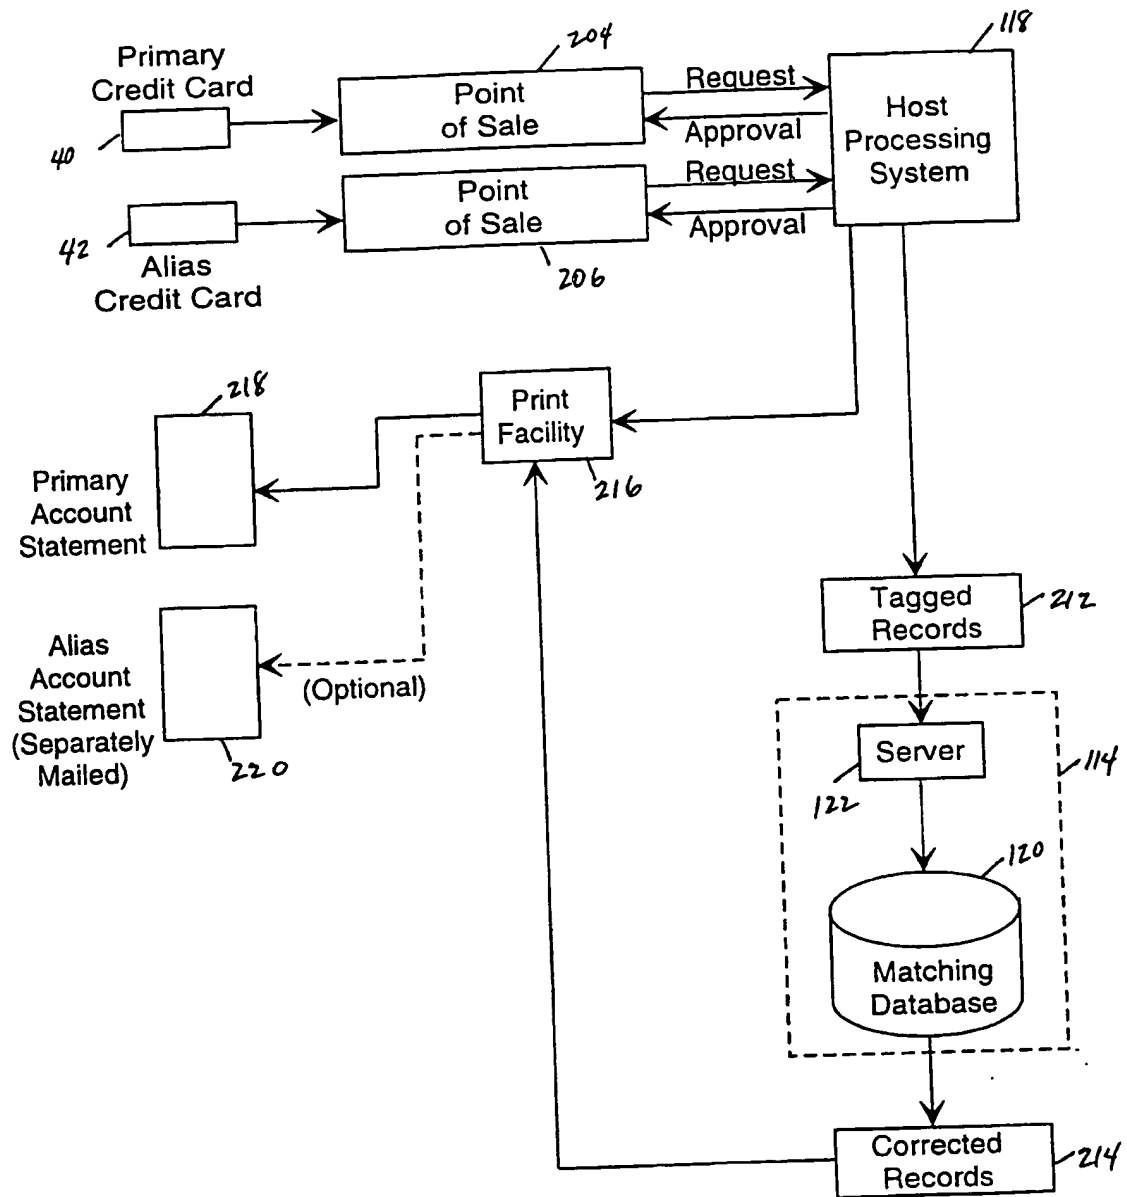 118
204
Primary
Credit Card
Point
of Sale
Request
Approval
Host
Processing
System
40
Point
of Sale
Request
Approval
42
Alias
Credit Card
206
218
Print
Facility
216
Primary
Account
Statement
Tagged
Records
212
Alias
Account
Statement
(Separately
Mailed)
(Optional)
220
Server
114
122
120
Matching
Database
Corrected
Records
214